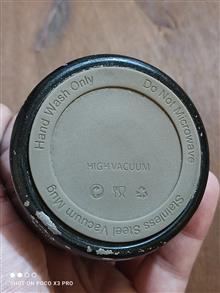 Hand Wash Only
Do Not Microwave
HIGH VACUUM
Stainless Steel Vacuum Mug
SHOT ON POCO X3 PRO